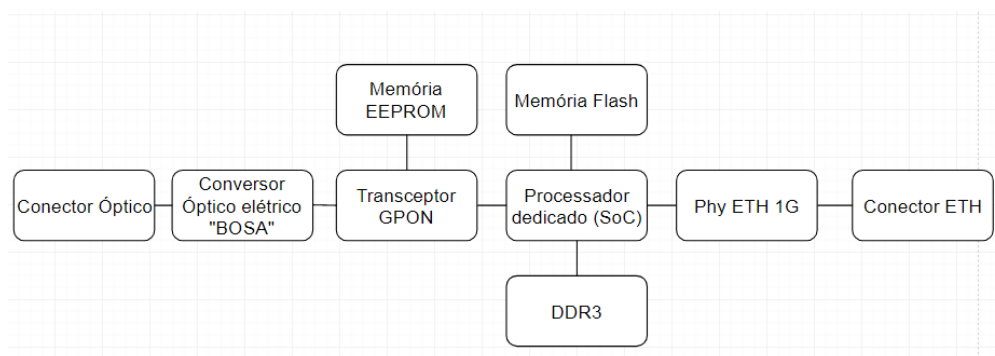 Memória
EEPROM
Memória Flash
Conector Óptico
Conversor
Óptico elétrico
"BOSA"
Transceptor
GPON
Processador
dedicado (SoC)
Phy ETH 1G
Conector ETH
DDR3